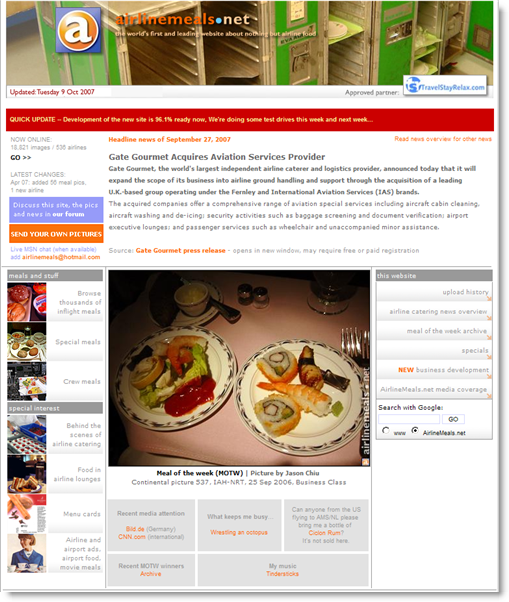 airlinemeals•net
the world's first and leading website about nothing but airline food
Updated: Tuesday 9 Oct 2007
Approved partner:
TravelStayRelax.com
QUICK UPDATE -- Development of the new site is 96.1% ready now, We're doing some test drives this week and next week...
NOW ONLINE:
18,821 images / 535 airlines
GO >>
LATEST CHANGES:
Apr 07: added 56 meal pics,
1 new airline
Discuss this site, the pics
and news in our forum
SEND YOUR OWN PICTURES
Live MSN chat (when available)
add airlinemeals@hotmail.com
Headline news of September 27, 2007
Read news overview for other news
Gate Gourmet Acquires Aviation Services Provider
Gate Gourmet, the world's largest independent airline caterer and logistics provider, announced today that it will
expand the scope of its business into airline ground handling and support through the acquisition of a leading
U.K.-based group operating under the Fernley and International Aviation Services (IAS) brands.
The acquired companies offer a comprehensive range of aviation special services including aircraft cabin cleaning,
aircraft washing and de-icing; security activities such as baggage screening and document verification; airport
executive lounges; and passenger services such as wheelchair and unaccompanied minor assistance.
Source: Gate Gourmet press release - opens in new window, may require free or paid registration
meals and stuff
Browse
thousands of
inflight meals
Special meals
Crew meals
special interest
Behind the
scenes of
airline catering
Food in
airline lounges
Menu cards
Airline and
airport ads,
airport food,
movie meals
airlinemeals.net
Meal of the week (MOTW) | Picture by Jason Chiu
Continental picture 537, IAH-NRT, 25 Sep 2006, Business Class
Recent media attention
Bild.de (Germany)
CNN.com (international)
What keeps me busy...
Wrestling an octopus
Can anyone from the US
flying to AMS/NL please
bring me a bottle of
Ciclon Rum?
It's not sold here.
Recent MOTW winners
Archive
My music
Tindersticks
this website
upload history
airline catering news overview
meal of the week archive
specials
NEW business development
AirlineMeals.net media coverage
Search with Google:
GO
www
AirlineMeals.net